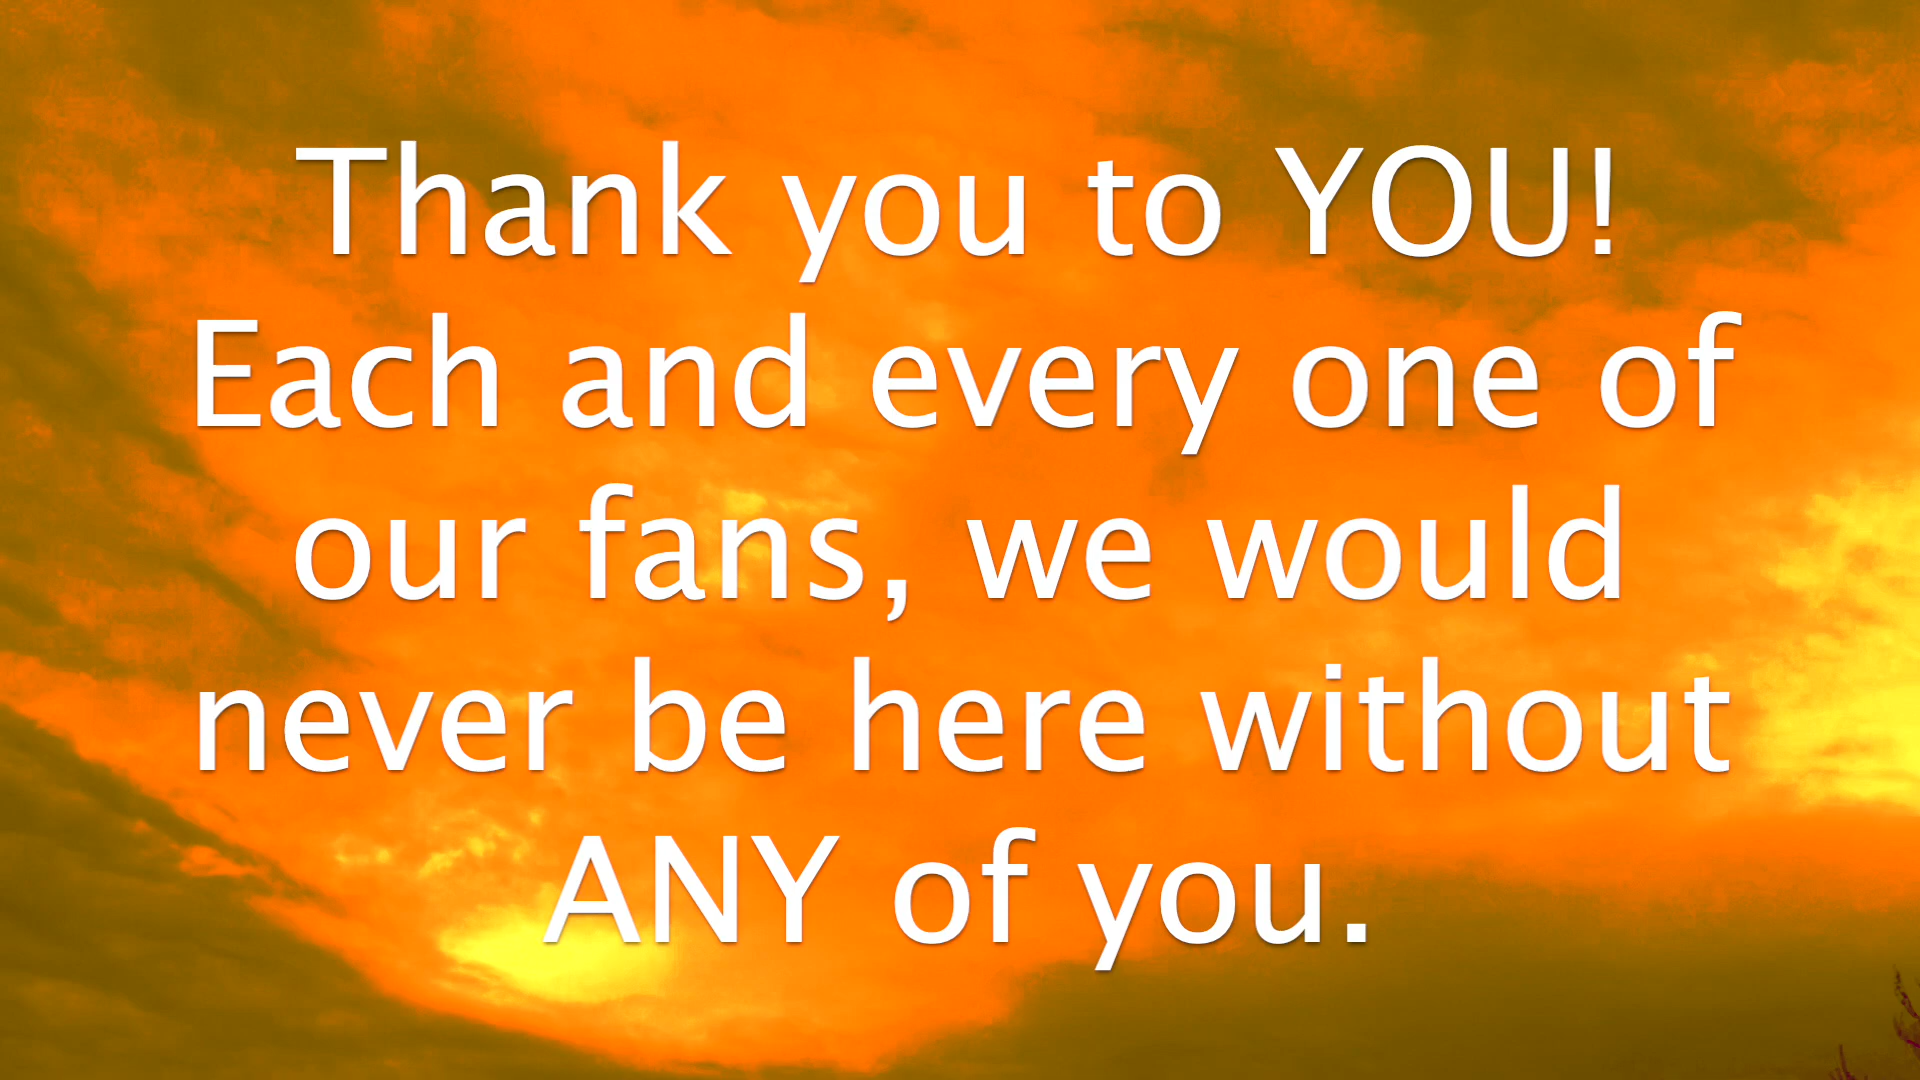 Thank you to YOU!
Each and every one of
our fans, we would
never be here without
ANY of you.